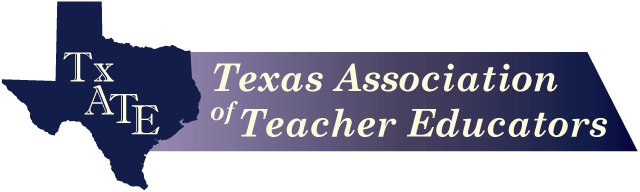 Tx
ATE
Texas Association
of Teacher Educators